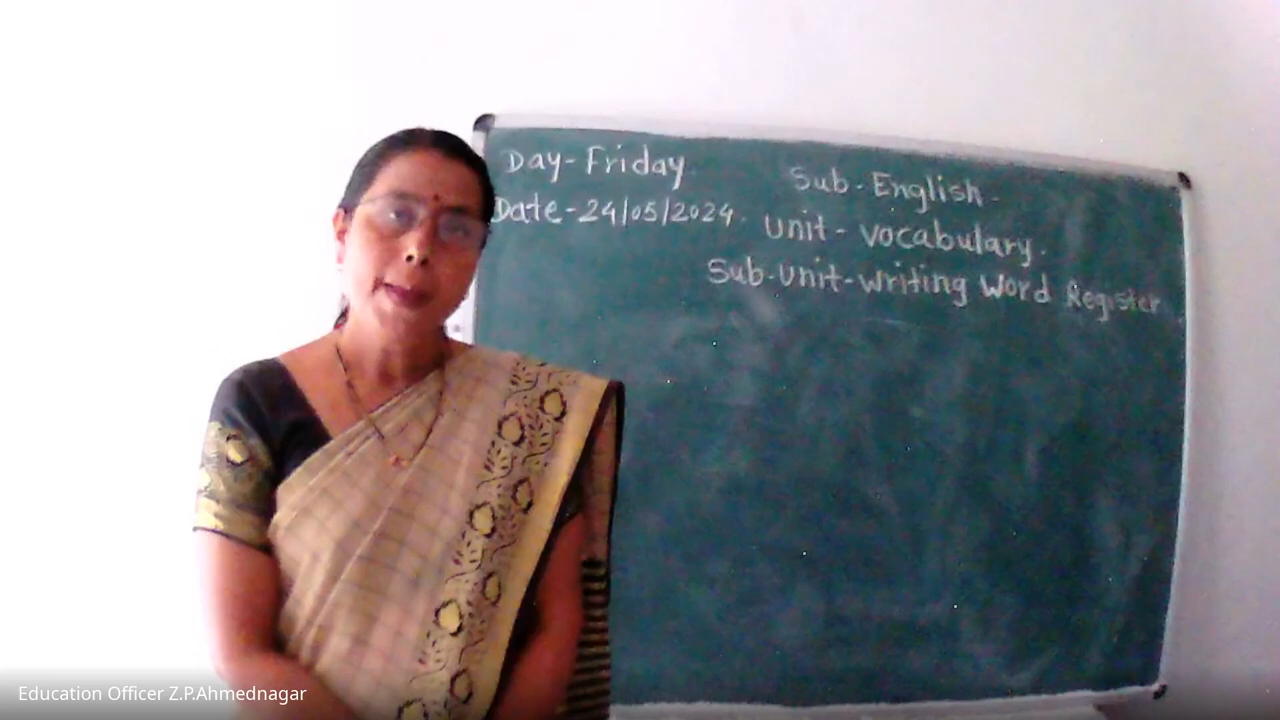 Day-Friday
Date-24/05/2024.
Sub-English-
Unit- Vocabulary.
Sub-Unit-Writing Word Register
Education Officer Z.P.Ahmednagar